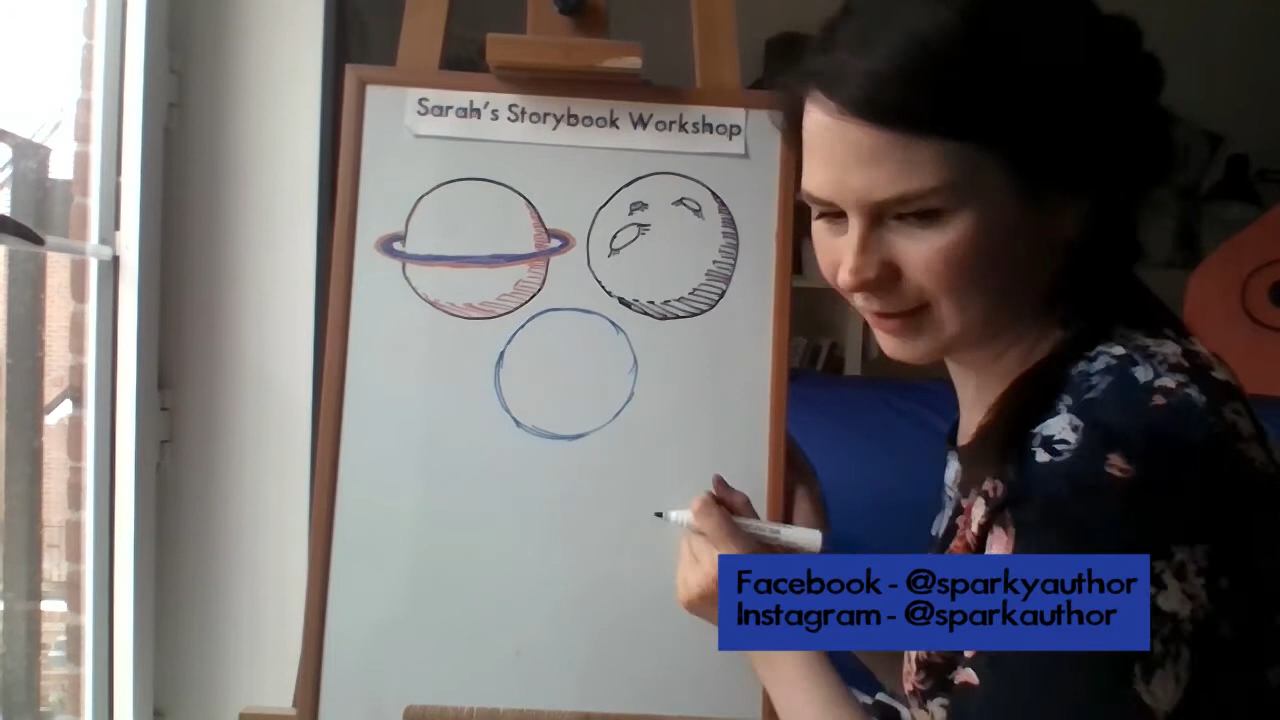 Sarah's Storybook Workshop
Facebook - @sparkyauthor
Instagram - @sparkauthor